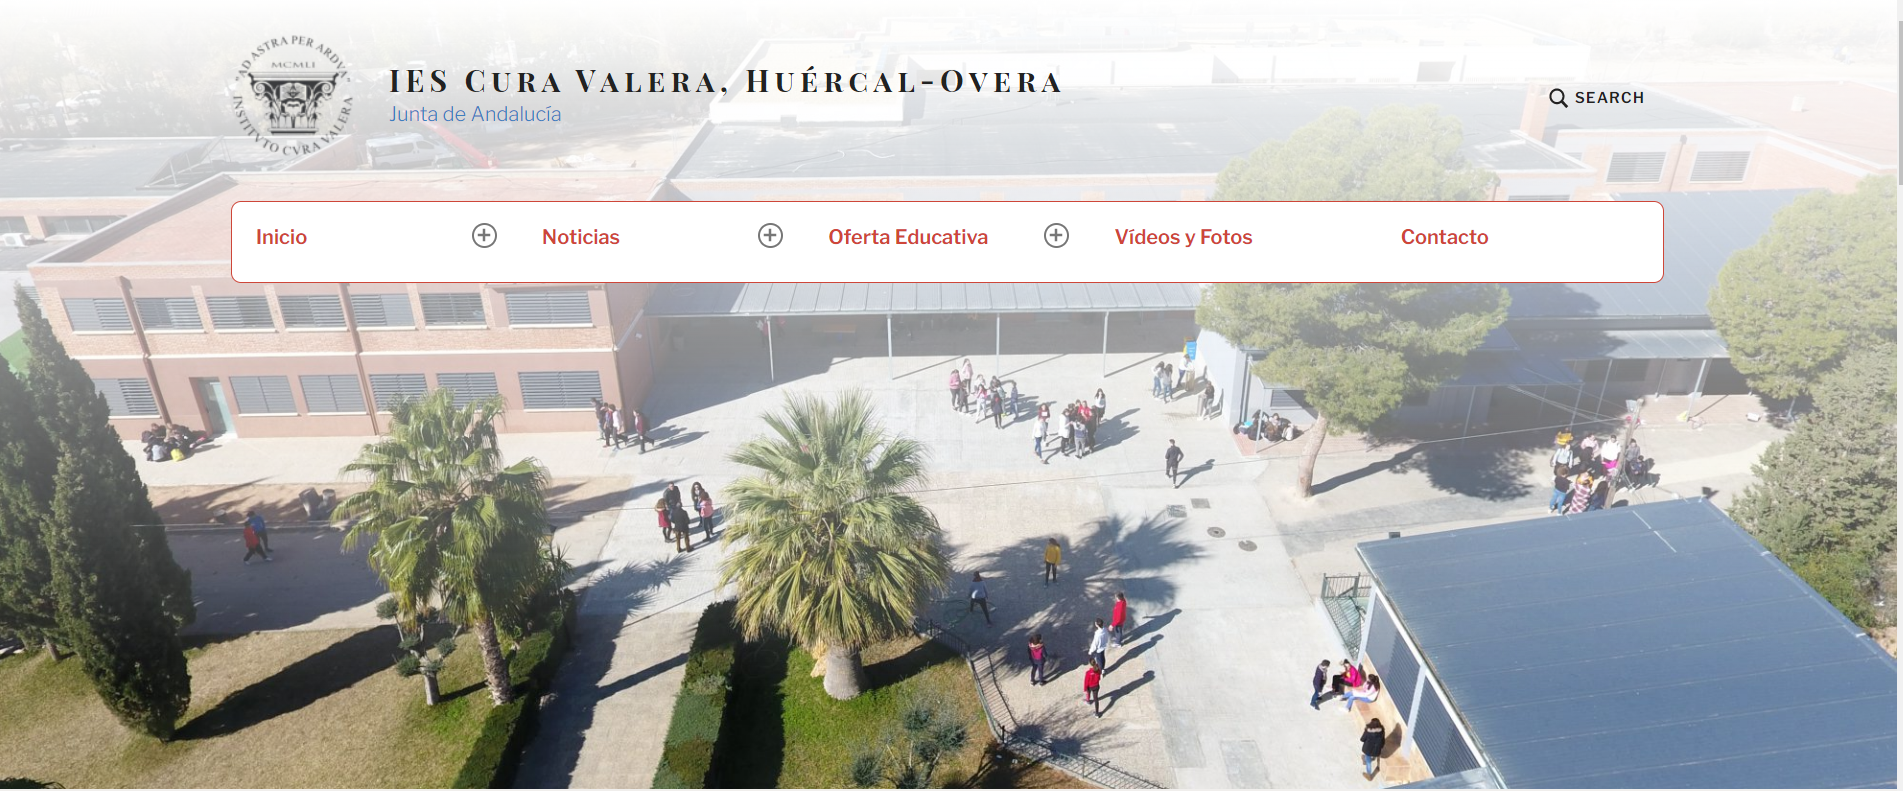 AD ASTRA PER ARDVA
MCMLI
INSTITVTO CVRA VALERA
IES Cura Valera, Huércal-Overa
Junta de Andalucía
SEARCH
Inicio
Noticias
Oferta Educativa
Vídeos y Fotos
Contacto